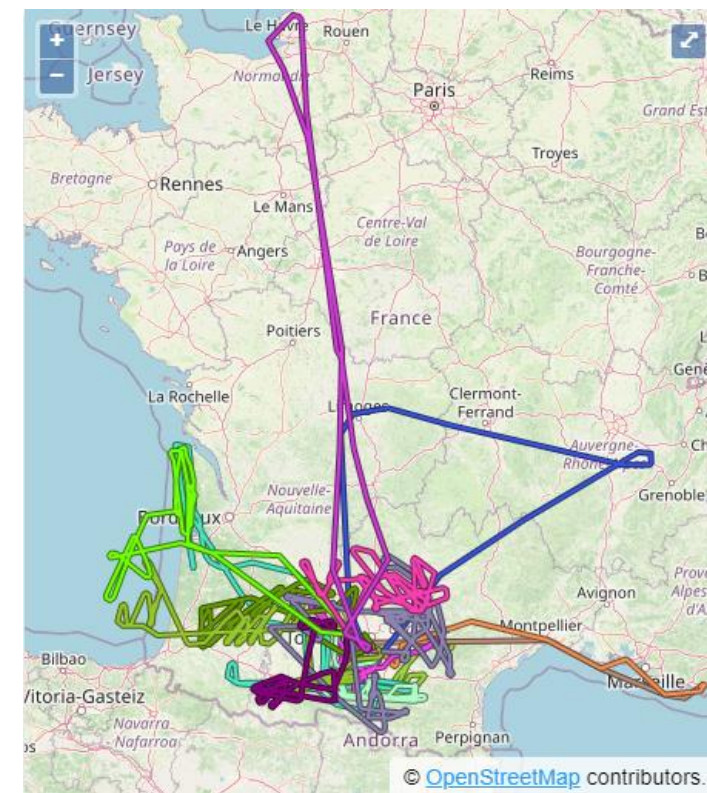 Guernsey
Le Havre
Rouen
+
−
Jersey
Normandie
Paris
Reims
Grand Est
Troyes
Bretagne
Rennes
Le Mans
Centre-Val
de Loire
Pays de
la Loire
Angers
Bourgogne-
Franche-
Comté
Poitiers
France
La Rochelle
Limoges
Clermont-
Ferrand
Auvergne-
Grenoble
Nouvelle-
Aquitaine
Bordeaux
Avignon
Montpellier
Marseille
Bilbao
Vitoria-Gasteiz
Navarra
- Nafarroa
Andorra
Perpignan
© OpenStreetMap contributors.